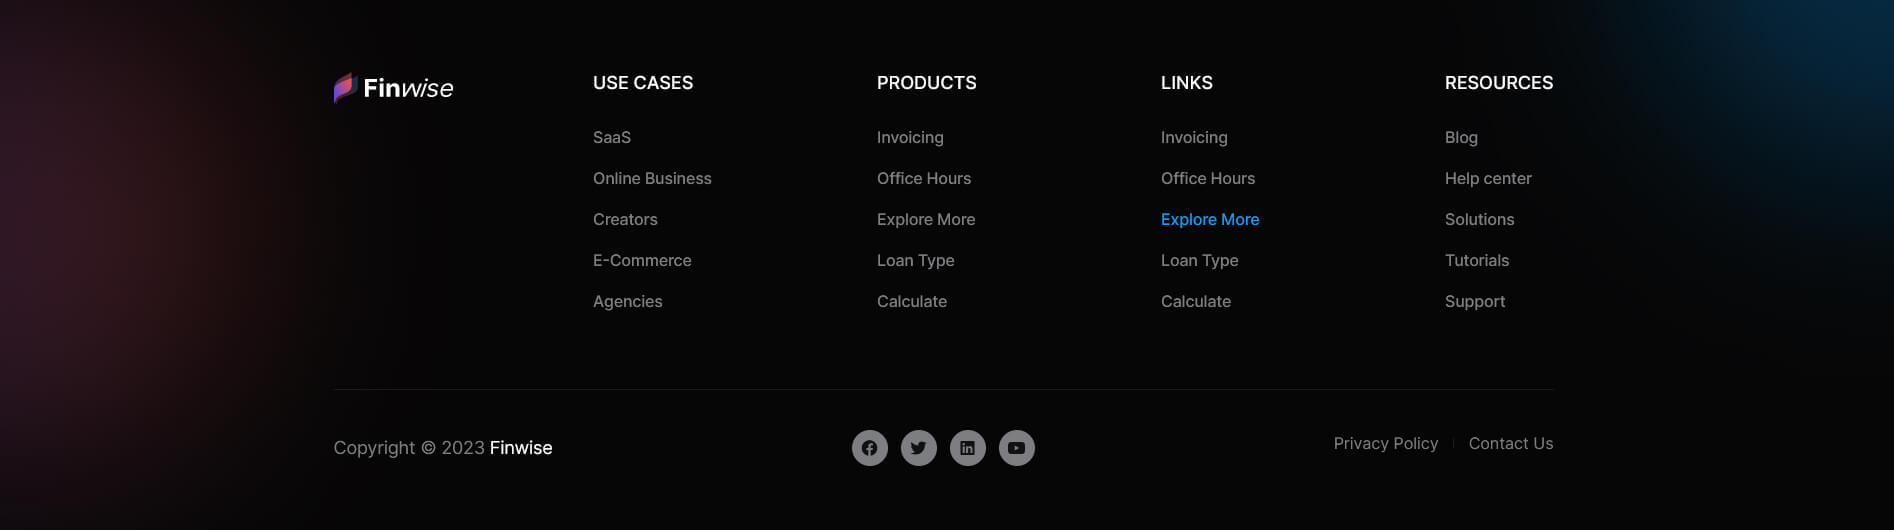 Finwise
USE CASES
SaaS
Online Business
Creators
E-Commerce
Agencies
PRODUCTS
Invoicing
Office Hours
Explore More
Loan Type
Calculate
LINKS
Invoicing
Office Hours
Explore More
Loan Type
Calculate
RESOURCES
Blog
Help center
Solutions
Tutorials
Support
Copyright © 2023 Finwise
Privacy Policy | Contact Us